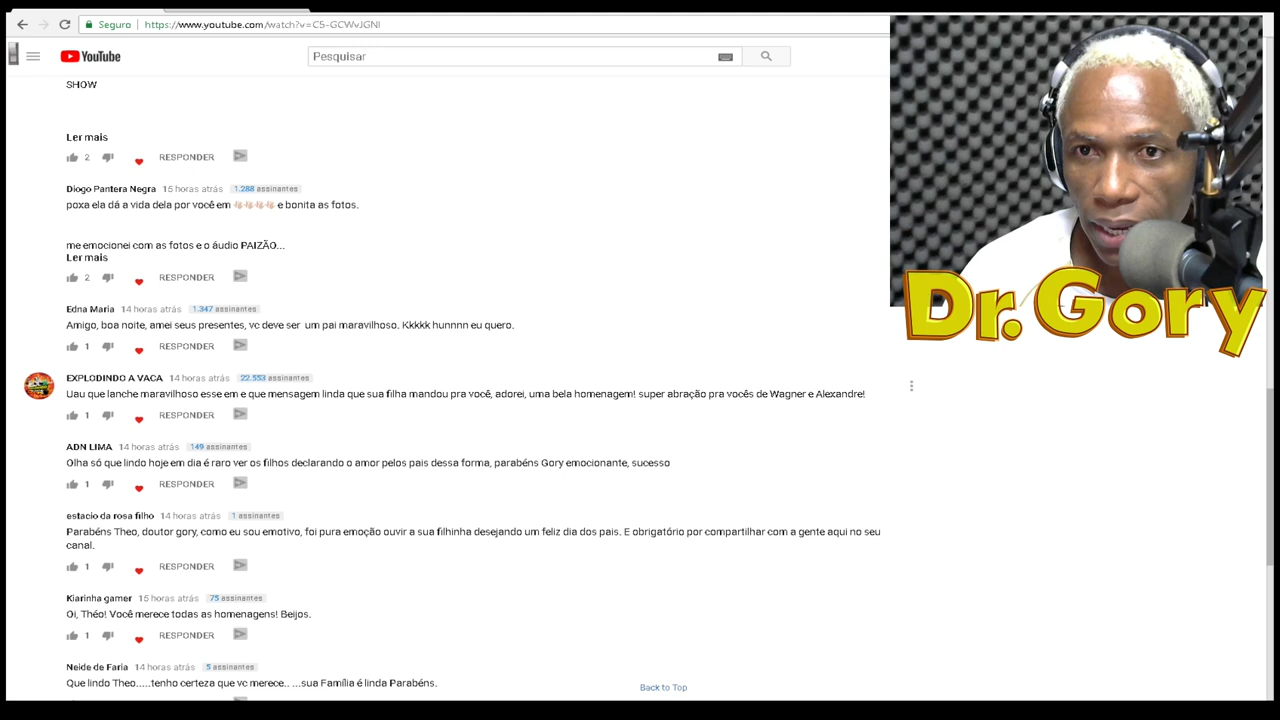 Seguro | https://www.youtube.com/watch?v=C5-GCWvJGNI
YouTube
Pesquisar
SHOW
Ler mais
2 RESPONDER
Diogo Pantera Negra 15 horas atrás 1.288 assinantes
poxa ela dá a vida dela por você em 👏🏻👏🏻👏🏻👏🏻 e bonita as fotos.
me emocionei com as fotos e o áudio PAIZÃO...
Ler mais
2 RESPONDER
Edna Maria 14 horas atrás 1.347 assinantes
Amigo, boa noite, amei seus presentes, vc deve ser um pai maravilhoso. Kkkkk hunnnn eu quero.
1 RESPONDER
EXPLODINDO A VACA 14 horas atrás 22.553 assinantes
Uau que lanche maravilhoso esse em e que mensagem linda que sua filha mandou pra você, adorei, uma bela homenagem! super abração pra vocês de Wagner e Alexandre!
1 RESPONDER
ADN LIMA 14 horas atrás 149 assinantes
Olha só que lindo hoje em dia é raro ver os filhos declarando o amor pelos pais dessa forma, parabéns Gory emocionante, sucesso
1 RESPONDER
estacio da rosa filho 14 horas atrás 1 assinantes
Parabéns Theo, doutor gory, como eu sou emotivo, foi pura emoção ouvir a sua filhinha desejando um feliz dia dos pais. E obrigatório por compartilhar com a gente aqui no seu
canal.
1 RESPONDER
Kiarinha gamer 15 horas atrás 75 assinantes
Oi, Théo! Você merece todas as homenagens! Beijos.
1 RESPONDER
Neide de Faria 14 horas atrás 5 assinantes
Que lindo Theo.....tenho certeza que vc merece.. ...sua Família é linda Parabéns.
Back to Top
Dr. Gory